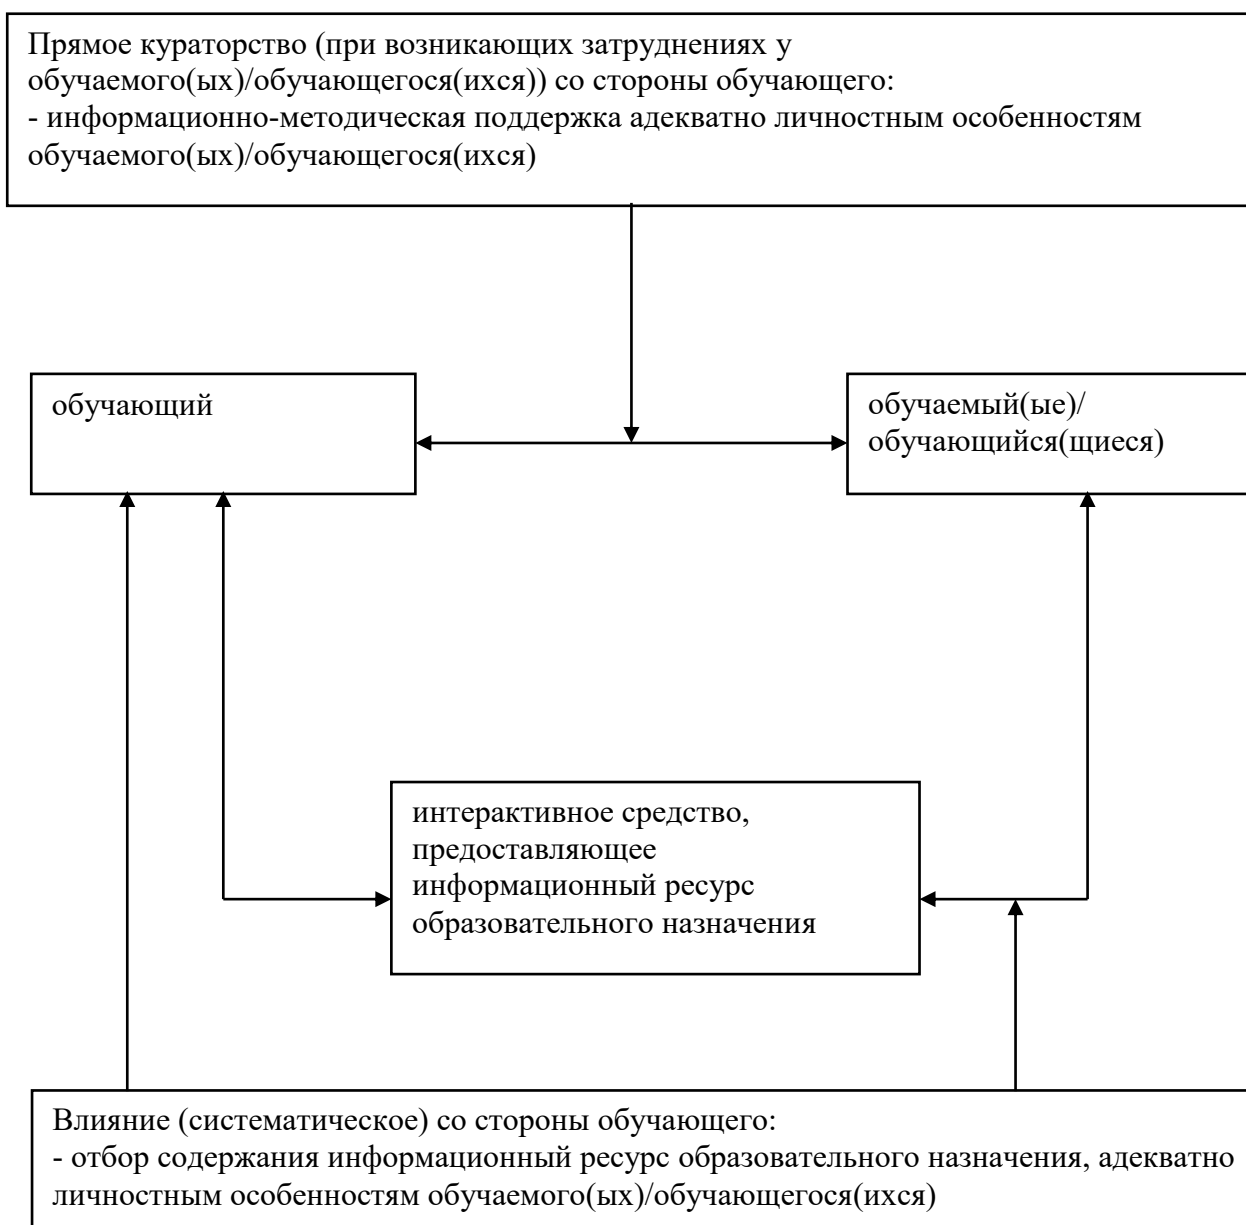 Прямое кураторство (при возникающих затруднениях у
обучаемого(ых)/обучающегося(ихся)) со стороны обучающего:
- информационно-методическая поддержка адекватно личностным особенностям
обучаемого(ых)/обучающегося(ихся)
обучающий
обучаемый(ые)/
обучающийся(щиеся)
интерактивное средство,
предоставляющее
информационный ресурс
образовательного назначения
Влияние (систематическое) со стороны обучающего:
- отбор содержания информационный ресурс образовательного назначения, адекватно
личностным особенностям обучаемого(ых)/обучающегося(ихся)